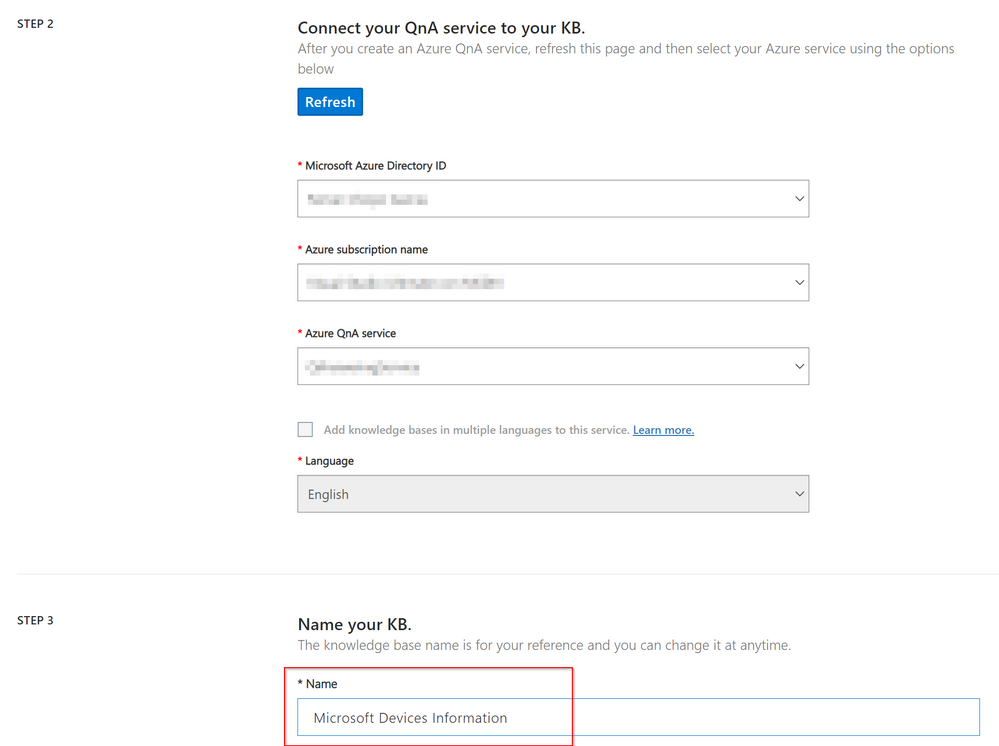 STEP 2
Connect your QnA service to your KB.
After you create an Azure QnA service, refresh this page and then select your Azure service using the options
below
Refresh
* Microsoft Azure Directory ID
* Azure subscription name
* Azure QnA service
Add knowledge bases in multiple languages to this service. Learn more.
* Language
English
STEP 3
Name your KB.
The knowledge base name is for your reference and you can change it at anytime.
* Name
Microsoft Devices Information